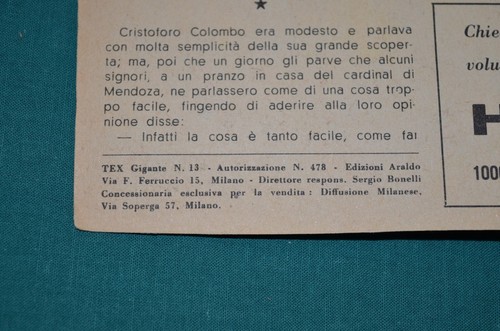 Cristoforo Colombo era modesto e parlava
con molta semplicità della sua grande scoper-
ta; ma, poi che un giorno gli parve che alcuni
signori, a un pranzo in casa del cardinal di
Mendoza, ne parlassero come di una cosa trop-
po facile, fingendo di aderire alla loro opi-
nione disse:
— Infatti la cosa è tanto facile, come far
TEX Gigante N. 13 - Autorizzazione N. 478 - Edizioni Araldo
Via F. Ferruccio 15, Milano - Direttore respons. Sergio Bonelli
Concessionaria esclusiva per la vendita: Diffusione Milanese,
Via Soperga 57, Milano.
Chie
volu
H
1000